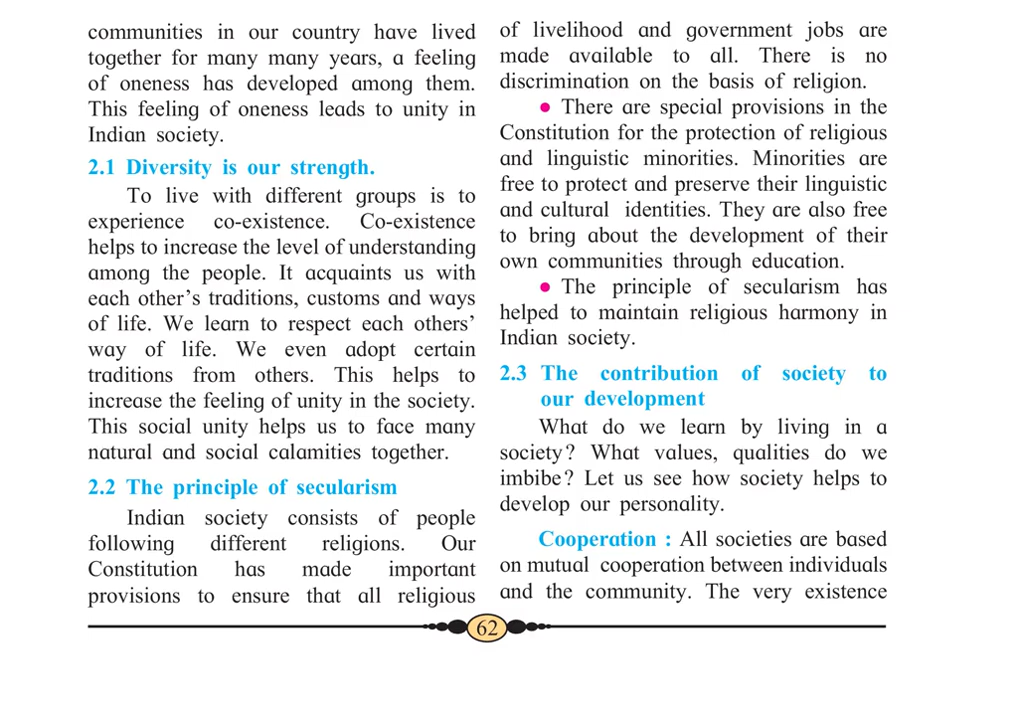 communities in our country have lived
together for many many years, a feeling
of oneness has developed among them.
This feeling of oneness leads to unity in
Indian society.
2.1 Diversity is our strength.
To live with different groups is to
experience co-existence. Co-existence
helps to increase the level of understanding
among the people. It acquaints us with
each other’s traditions, customs and ways
of life. We learn to respect each others’
way of life. We even adopt certain
traditions from others. This helps to
increase the feeling of unity in the society.
This social unity helps us to face many
natural and social calamities together.
2.2 The principle of secularism
Indian society consists of people
following different religions. Our
Constitution has made important
provisions to ensure that all religious
of livelihood and government jobs are
made available to all. There is no
discrimination on the basis of religion.
● There are special provisions in the
Constitution for the protection of religious
and linguistic minorities. Minorities are
free to protect and preserve their linguistic
and cultural identities. They are also free
to bring about the development of their
own communities through education.
● The principle of secularism has
helped to maintain religious harmony in
Indian society.
2.3 The contribution of society to
our development
What do we learn by living in a
society? What values, qualities do we
imbibe? Let us see how society helps to
develop our personality.
Cooperation : All societies are based
on mutual cooperation between individuals
and the community. The very existence
62